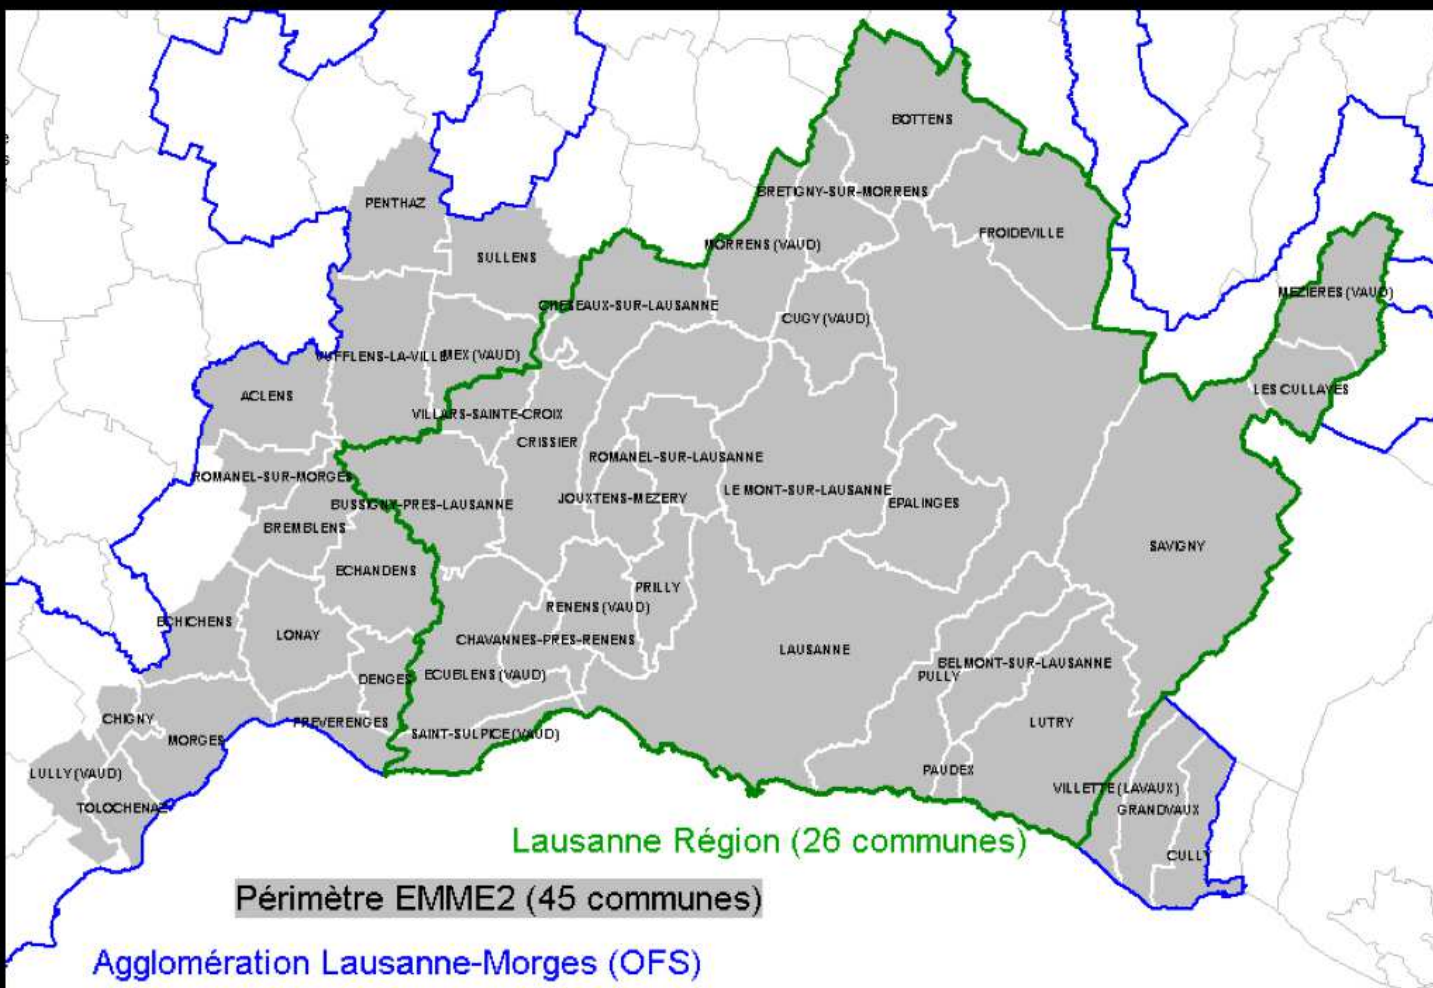 BOTTENS
BRETIGNY-SUR-MORRENS
PENTHAZ
FROIDEVILLE
MORRENS (VAUD)
SULLENS
MEZIERES (VAUD)
CHESEAUX-SUR-LAUSANNE
CUGY (VAUD)
VUFFLENS-LA-VILLE
MEX (VAUD)
LES CULLAYES
ACLENS
VILLARS-SAINTE-CROIX
CRISSIER
ROMANEL-SUR-LAUSANNE
ROMANEL-SUR-MORGES
LE MONT-SUR-LAUSANNE
JOUXTENS-MEZERY
BUSSIGNY-PRES-LAUSANNE
EPALINGES
BREMBLENS
SAVIGNY
ECHANDENS
PRILLY
RENENS (VAUD)
ECHICHENS
LONAY
CHAVANNES-PRES-RENENS
LAUSANNE
BELMONT-SUR-LAUSANNE
ECUBLENS (VAUD)
PULLY
DENGES
CHIGNY
PREVERENGES
LUTRY
SAINT-SULPICE (VAUD)
MORGES
PAUDEX
LULLY (VAUD)
VILLETTE (LAVAUX)
TOLOCHENAZ
GRANDVAUX
CULLY
Lausanne Région (26 communes)
Périmètre EMME2 (45 communes)
Agglomération Lausanne-Morges (OFS)